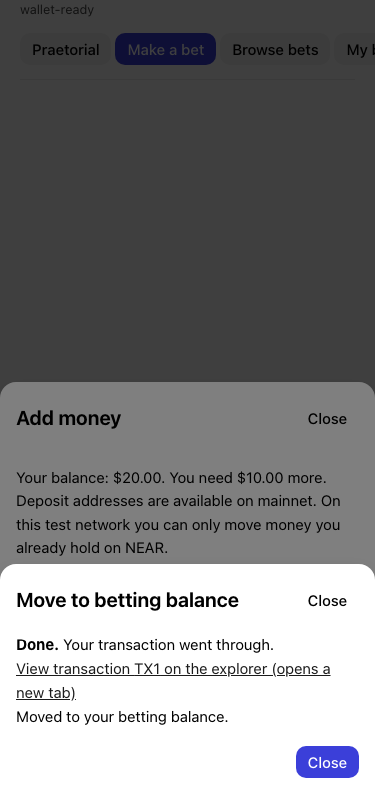 wallet-ready
Praetorial
Make a bet
Browse bets
My
Add money
Close
Your balance: $20.00. You need $10.00 more.
Deposit addresses are available on mainnet. On
this test network you can only move money you
already hold on NEAR.
Move to betting balance
Close
Done. Your transaction went through.
View transaction TX1 on the explorer (opens a
new tab)
Moved to your betting balance.
Close